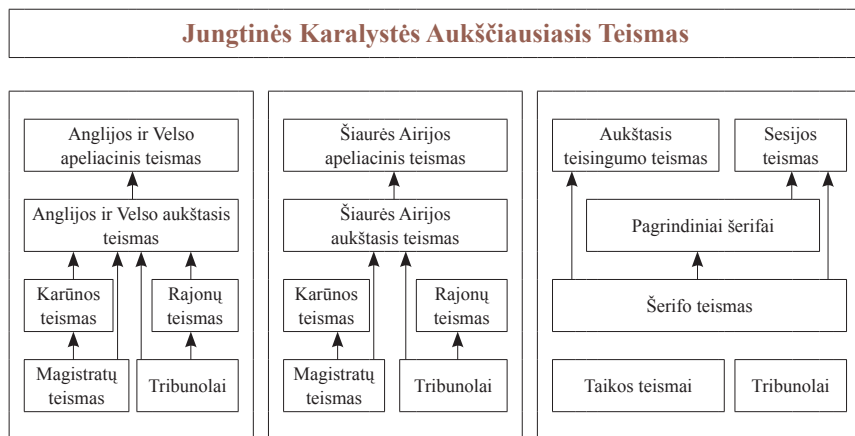 Jungtinės Karalystės Aukščiausiasis Teismas
Anglijos ir Velso
apeliacinis teismas
Anglijos ir Velso aukštasis
teismas
Karūnos
teismas
Rajonų
teismas
Magistratų
teismas
Tribunolai
Šiaurės Airijos
apeliacinis teismas
Šiaurės Airijos
aukštasis teismas
Karūnos
teismas
Rajonų
teismas
Magistratų
teismas
Tribunolai
Aukštasis
teisingumo teismas
Sesijos
teismas
Pagrindiniai šerifai
Šerifo teismas
Taikos teismai
Tribunolai